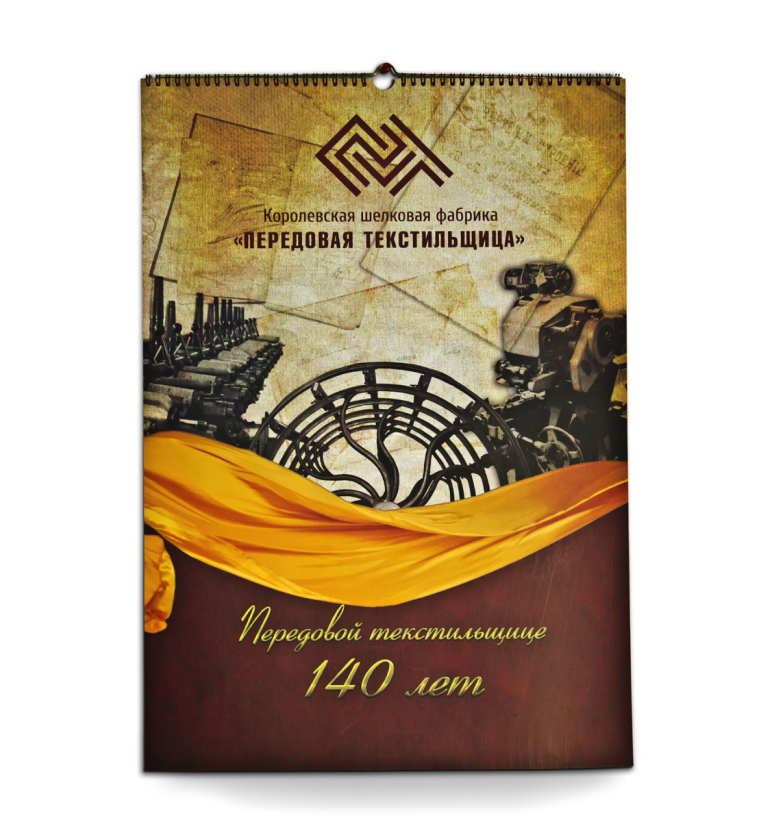 Королевская шелковая фабрика
«ПЕРЕДОВАЯ ТЕКСТИЛЬЩИЦА»
Передовой текстильщице
140 лет